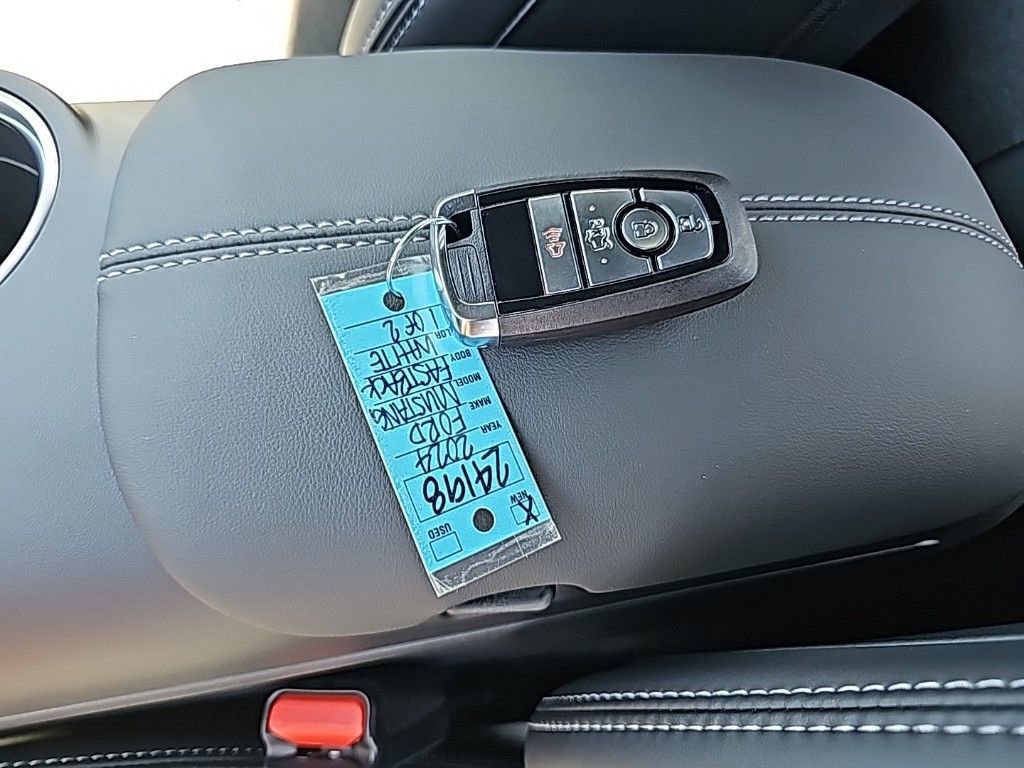 X
NEW USED
24198
YEAR 2024
MAKE FORD
MODEL MUSTANG
BODY FASTBACK
WHITE
1 OF 2